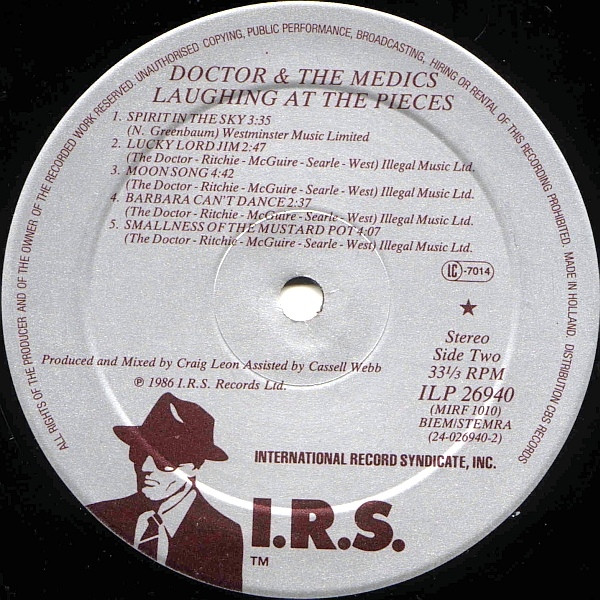 ALL RIGHTS OF THE PRODUCER AND OF THE OWNER OF THE RECORDED WORK RESERVED. UNAUTHORISED COPYING, PUBLIC PERFORMANCE, BROADCASTING, HIRING OR RENTAL OF THIS RECORDING PROHIBITED. MADE IN HOLLAND. DISTRIBUTION CBS RECORDS
DOCTOR & THE MEDICS
LAUGHING AT THE PIECES
1. SPIRIT IN THE SKY 3:35
(N. Greenbaum) Westminster Music Limited
2. LUCKY LORD JIM 2:47
(The Doctor - Ritchie - McGuire - Searle - West) Illegal Music Ltd.
3. MOON SONG 4:42
(The Doctor - Ritchie - McGuire - Searle - West) Illegal Music Ltd.
4. BARBARA CAN'T DANCE 2:37
(The Doctor - Ritchie - McGuire - Searle - West) Illegal Music Ltd.
5. SMALLNESS OF THE MUSTARD POT 4:07
(The Doctor - Ritchie - McGuire - Searle - West) Illegal Music Ltd.
LC -7014
★
Stereo
Side Two
33 1/3 RPM
ILP 26940
(MIRF 1010)
BIEM/STEMRA
(24-026940-2)
Produced and Mixed by Craig Leon Assisted by Cassell Webb
℗ 1986 I.R.S. Records Ltd.
INTERNATIONAL RECORD SYNDICATE, INC.
I.R.S.
TM